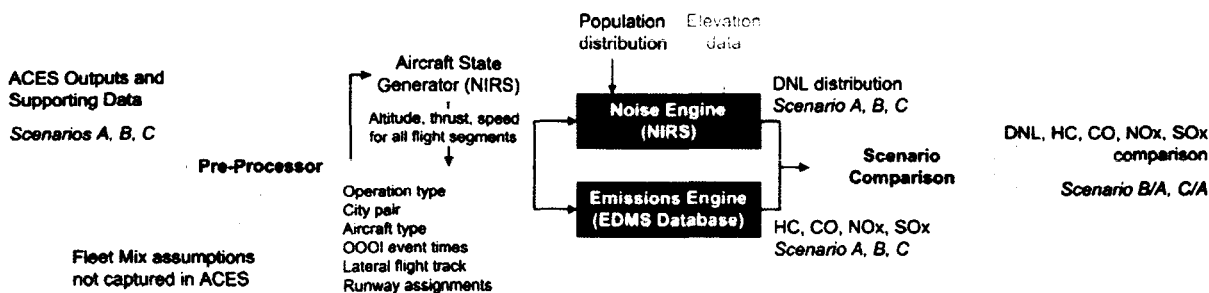 ACES Outputs and
Supporting Data
Scenarios A, B, C
Pre-Processor
Fleet Mix assumptions
not captured in ACES
Aircraft State
Generator (NIRS)
Altitude, thrust, speed
for all flight segments
Operation type
City pair
Aircraft type
OOOI event times
Lateral flight track
Runway assignments
Population
distribution
Elevation
data
Noise Engine
(NIRS)
Emissions Engine
(EDMS Database)
DNL distribution
Scenario A, B, C
HC, CO, NOx, SOx
Scenario A, B, C
Scenario
Comparison
DNL, HC, CO, NOx, SOx
comparison
Scenario B/A, C/A